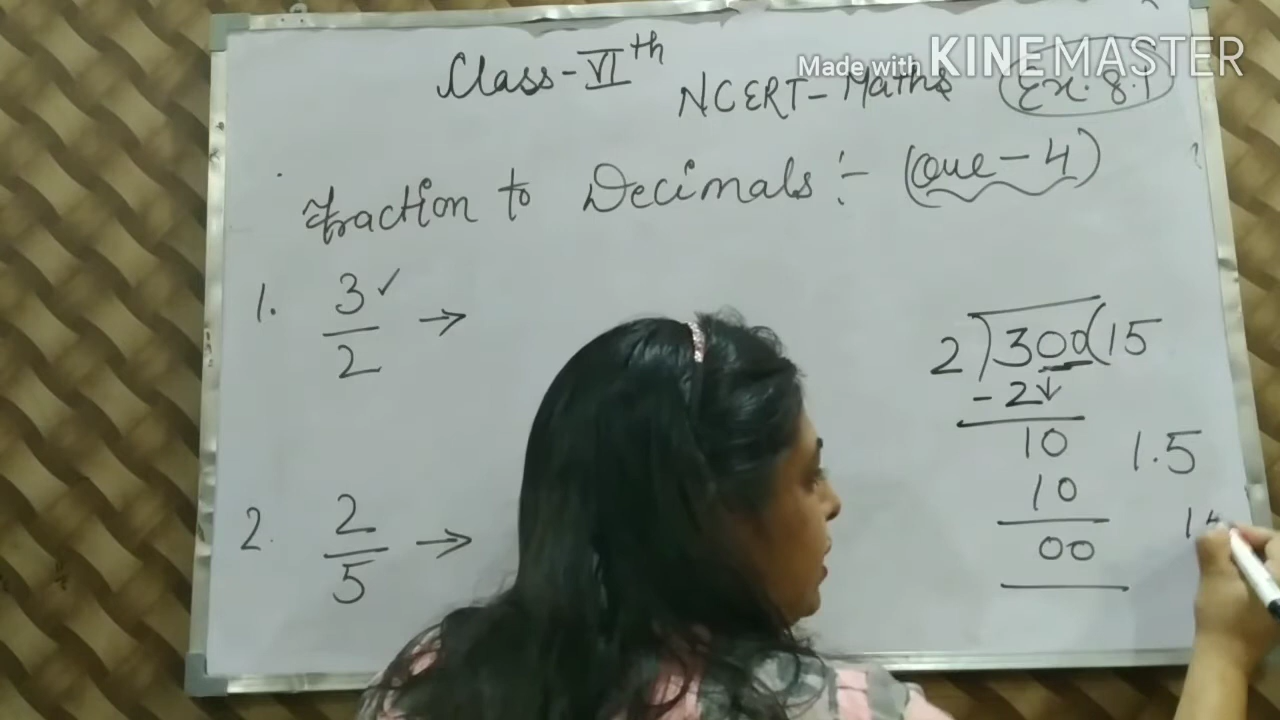 Class-VIth
Made with KINEMASTER
NCERT-Maths Ex. 8.1
fraction to Decimals :- (Que-4)
1. 3/2 →
2)300(15
-2↓
10
1.5
10
00
2. 2/5 →